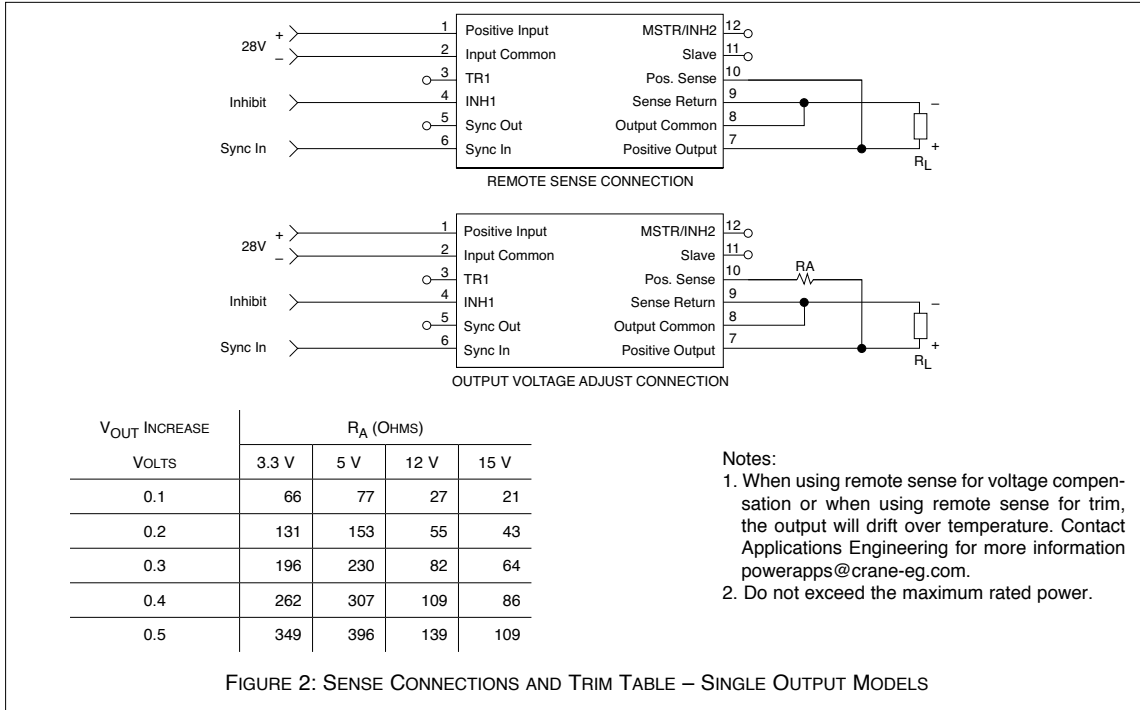 28V
+
–
Inhibit
Sync In
1 Positive Input
2 Input Common
3 TR1
4 INH1
5 Sync Out
6 Sync In
MSTR/INH2 12
Slave 11
Pos. Sense 10
Sense Return 9
Output Common 8
Positive Output 7
–
+
RL
REMOTE SENSE CONNECTION
28V
+
–
Inhibit
Sync In
1 Positive Input
2 Input Common
3 TR1
4 INH1
5 Sync Out
6 Sync In
MSTR/INH2 12
Slave 11
Pos. Sense 10
Sense Return 9
Output Common 8
Positive Output 7
RA
–
+
RL
OUTPUT VOLTAGE ADJUST CONNECTION
VOUT INCREASE RA (OHMS)
VOLTS 3.3 V 5 V 12 V 15 V
0.1 66 77 27 21
0.2 131 153 55 43
0.3 196 230 82 64
0.4 262 307 109 86
0.5 349 396 139 109
Notes:
1. When using remote sense for voltage compen-
sation or when using remote sense for trim,
the output will drift over temperature. Contact
Applications Engineering for more information
powerapps@crane-eg.com.
2. Do not exceed the maximum rated power.
FIGURE 2: SENSE CONNECTIONS AND TRIM TABLE – SINGLE OUTPUT MODELS